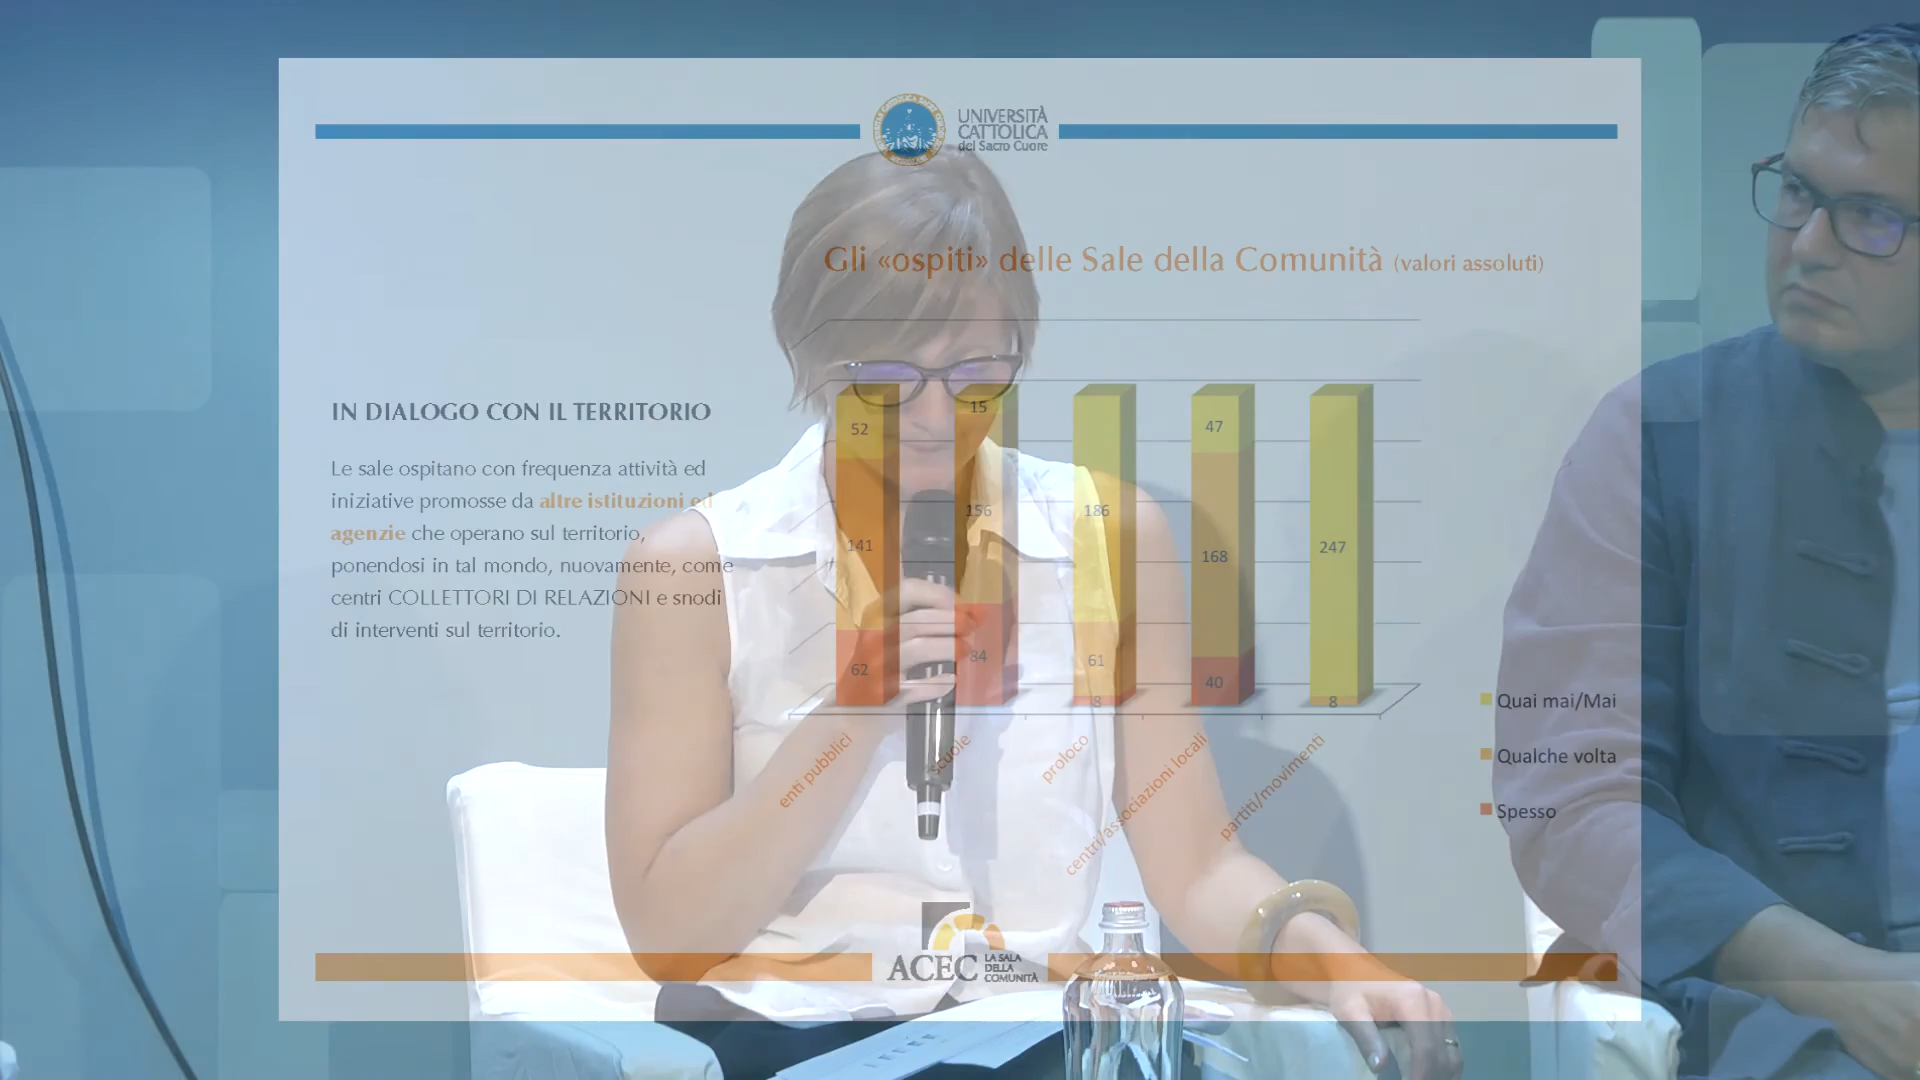 UNIVERSITÀ
CATTOLICA
del Sacro Cuore
Gli «ospiti» delle Sale della Comunità (valori assoluti)
IN DIALOGO CON IL TERRITORIO
Le sale ospitano con frequenza attività ed
iniziative promosse da altre istituzioni ed
agenzie che operano sul territorio,
ponendosi in tal mondo, nuovamente, come
centri COLLETTORI DI RELAZIONI e snodi
di interventi sul territorio.
52
15
47
141
156
186
168
247
62
84
61
40
8
8
Quai mai/Mai
Qualche volta
Spesso
enti pubblici
scuole
proloco
centri/associazioni locali
partiti/movimenti
ACEC
LA SALA
DELLA
COMUNITÀ